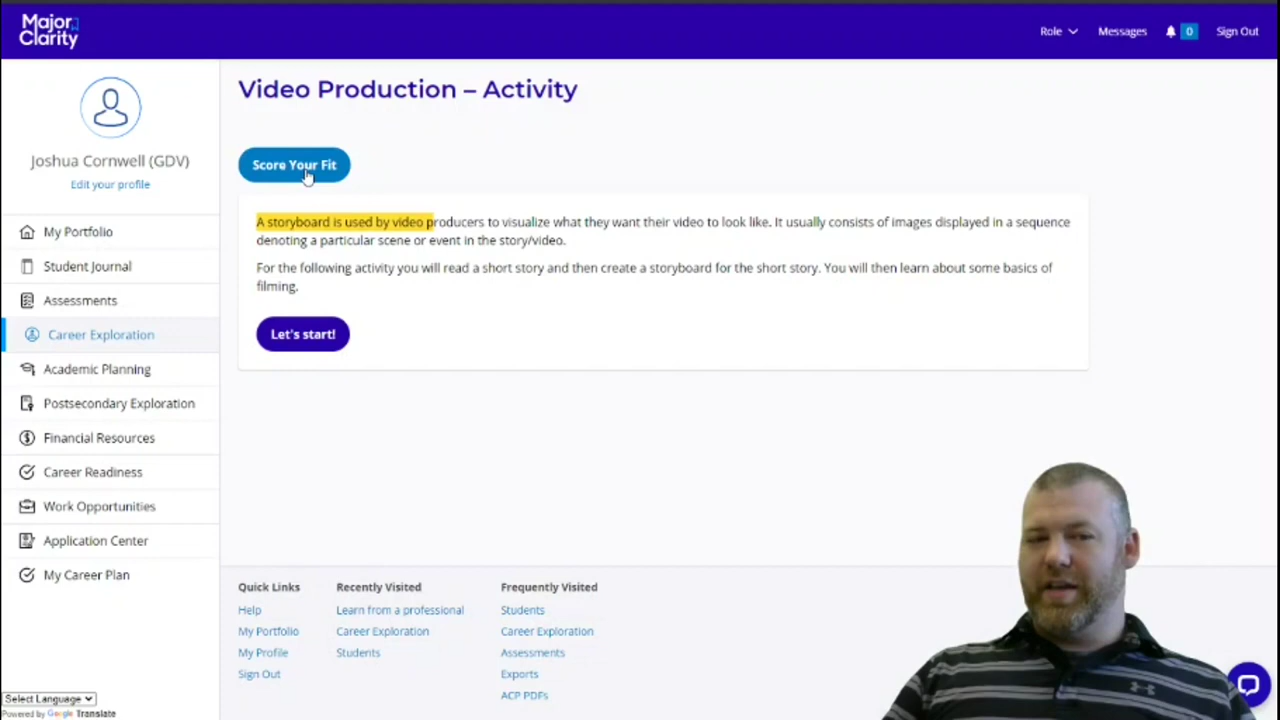 Major
Clarity
Role
Messages
0
Sign Out
Joshua Cornwell (GDV)
Edit your profile
My Portfolio
Student Journal
Assessments
Career Exploration
Academic Planning
Postsecondary Exploration
Financial Resources
Career Readiness
Work Opportunities
Application Center
My Career Plan
Select Language
Powered by Google Translate
Video Production – Activity
Score Your Fit
A storyboard is used by video producers to visualize what they want their video to look like. It usually consists of images displayed in a sequence
denoting a particular scene or event in the story/video.
For the following activity you will read a short story and then create a storyboard for the short story. You will then learn about some basics of
filming.
Let's start!
Quick Links
Help
My Portfolio
My Profile
Sign Out
Recently Visited
Learn from a professional
Career Exploration
Students
Frequently Visited
Students
Career Exploration
Assessments
Exports
ACP PDFs